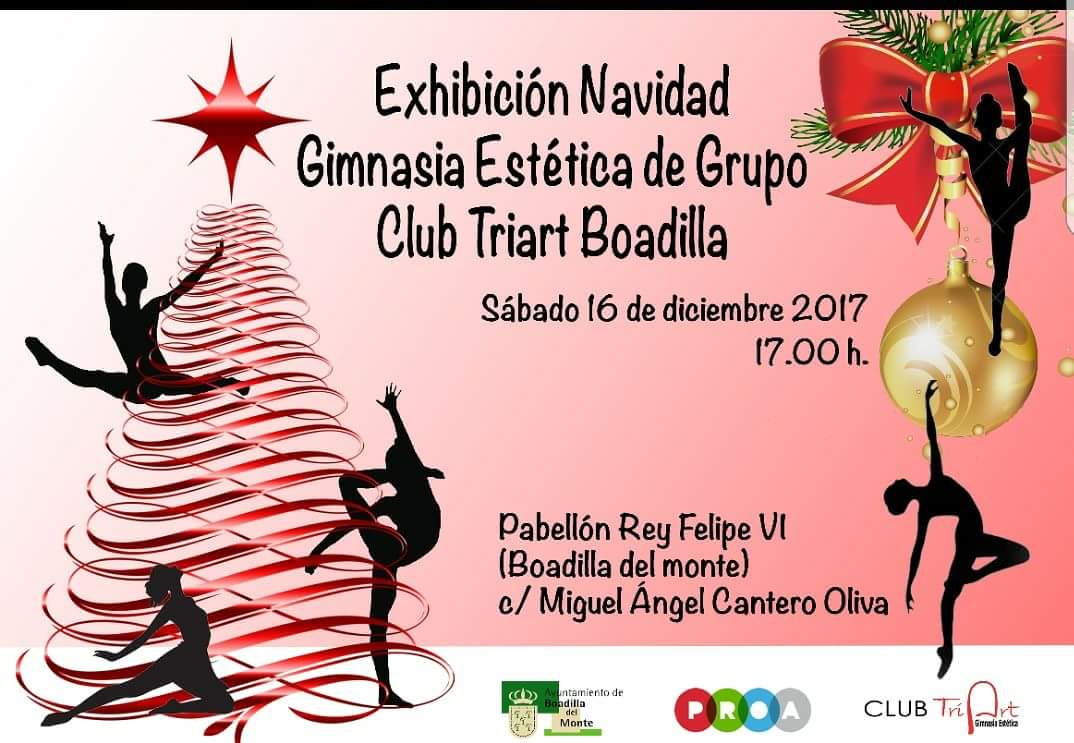 Exhibición Navidad
Gimnasia Estética de Grupo
Club Triart Boadilla
Sábado 16 de diciembre 2017
17.00 h.
Pabellón Rey Felipe VI
(Boadilla del monte)
c/ Miguel Ángel Cantero Oliva
Ayuntamiento de
Boadilla
del
Monte
PROA
CLUB TriArt
Gimnasia Estética